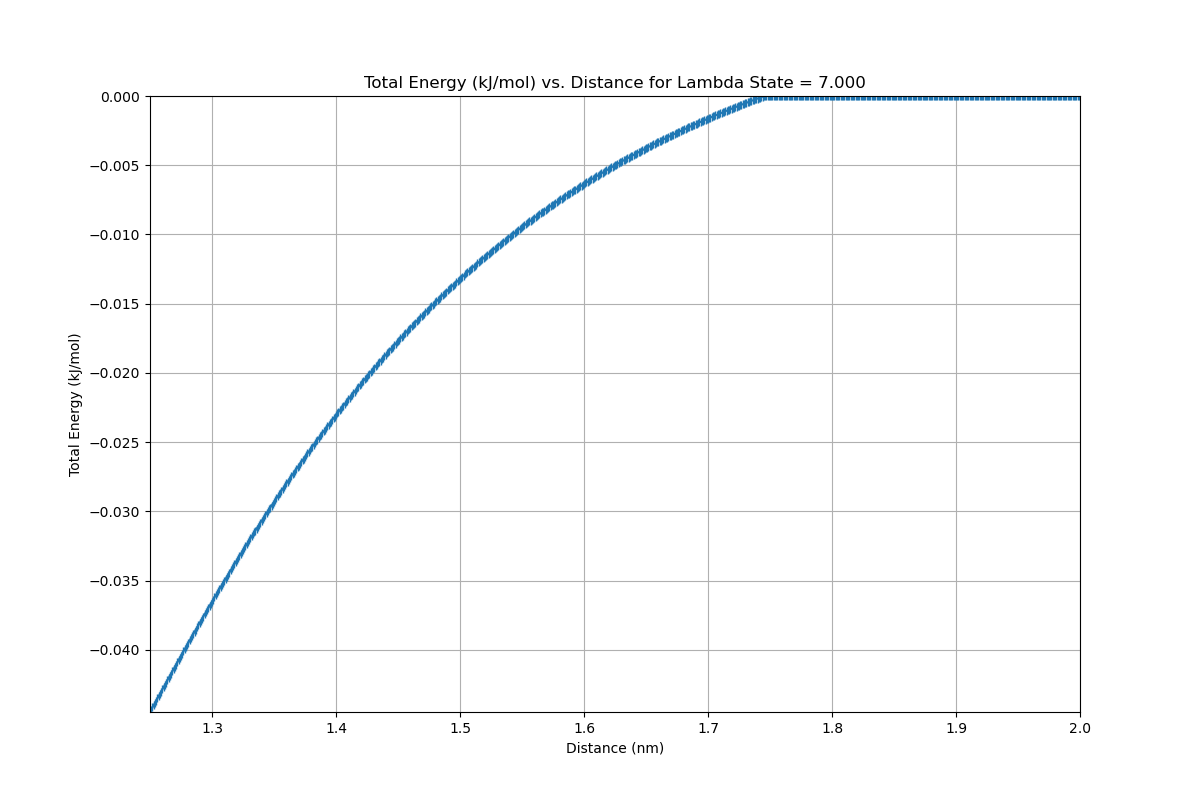 Total Energy (kJ/mol) vs. Distance for Lambda State = 7.000
Total Energy (kJ/mol)
0.000
−0.005
−0.010
−0.015
−0.020
−0.025
−0.030
−0.035
−0.040
1.3 1.4 1.5 1.6 1.7 1.8 1.9 2.0
Distance (nm)